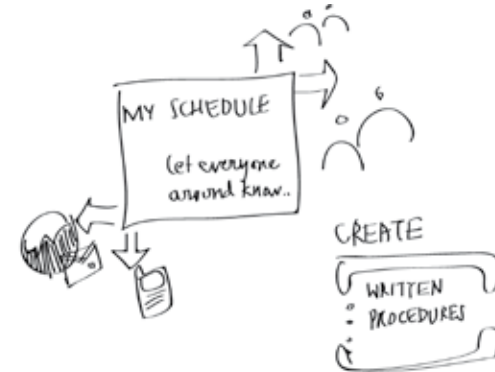 MY SCHEDULE
let everyone
around know..
CREATE
WRITTEN
PROCEDURES